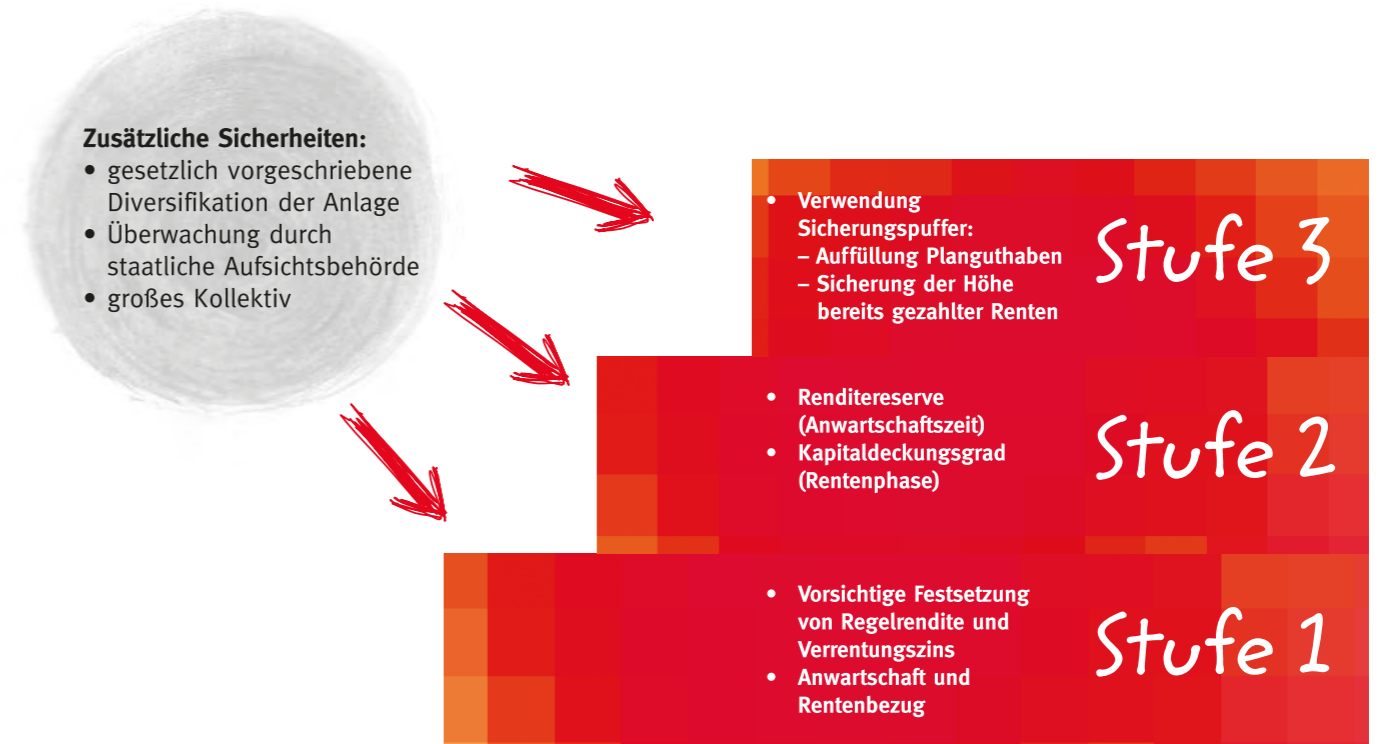 Zusätzliche Sicherheiten:
• gesetzlich vorgeschriebene
Diversifikation der Anlage
• Überwachung durch
staatliche Aufsichtsbehörde
• großes Kollektiv
• Verwendung
Sicherungspuffer:
– Auffüllung Planguthaben
– Sicherung der Höhe
bereits gezahlter Renten
Stufe 3
• Renditereserve
(Anwartschaftszeit)
• Kapitaldeckungsgrad
(Rentenphase)
Stufe 2
• Vorsichtige Festsetzung
von Regelrendite und
Verrentungszins
• Anwartschaft und
Rentenbezug
Stufe 1